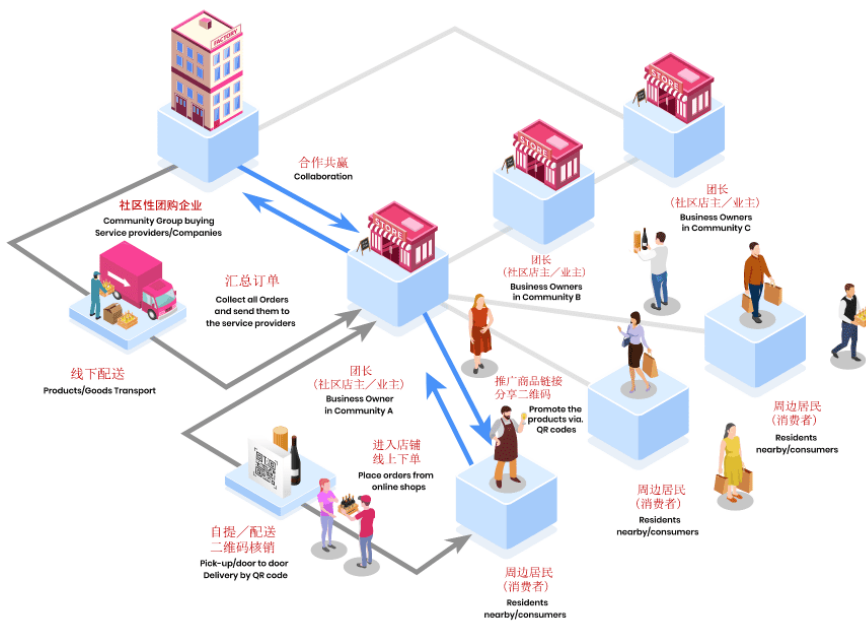 FACTORY
STORE
合作共赢
Collaboration
STORE
社区性团购企业
Community Group buying
Service providers/Companies
团长
(社区店主／业主)
Business Owners
in Community C
STORE
团长
(社区店主／业主)
Business Owners
in Community B
汇总订单
Collect all Orders
and send them to
the service providers
线下配送
Products/Goods Transport
团长
(社区店主／业主)
Business Owner
in Community A
推广商品链接
分享二维码
Promote the
products via.
QR codes
周边居民
(消费者)
Residents
nearby/consumers
进入店铺
线上下单
Place orders from
online shops
周边居民
(消费者)
Residents
nearby/consumers
自提／配送
二维码核销
Pick-up/door to door
Delivery by QR code
周边居民
(消费者)
Residents
nearby/consumers
STORE